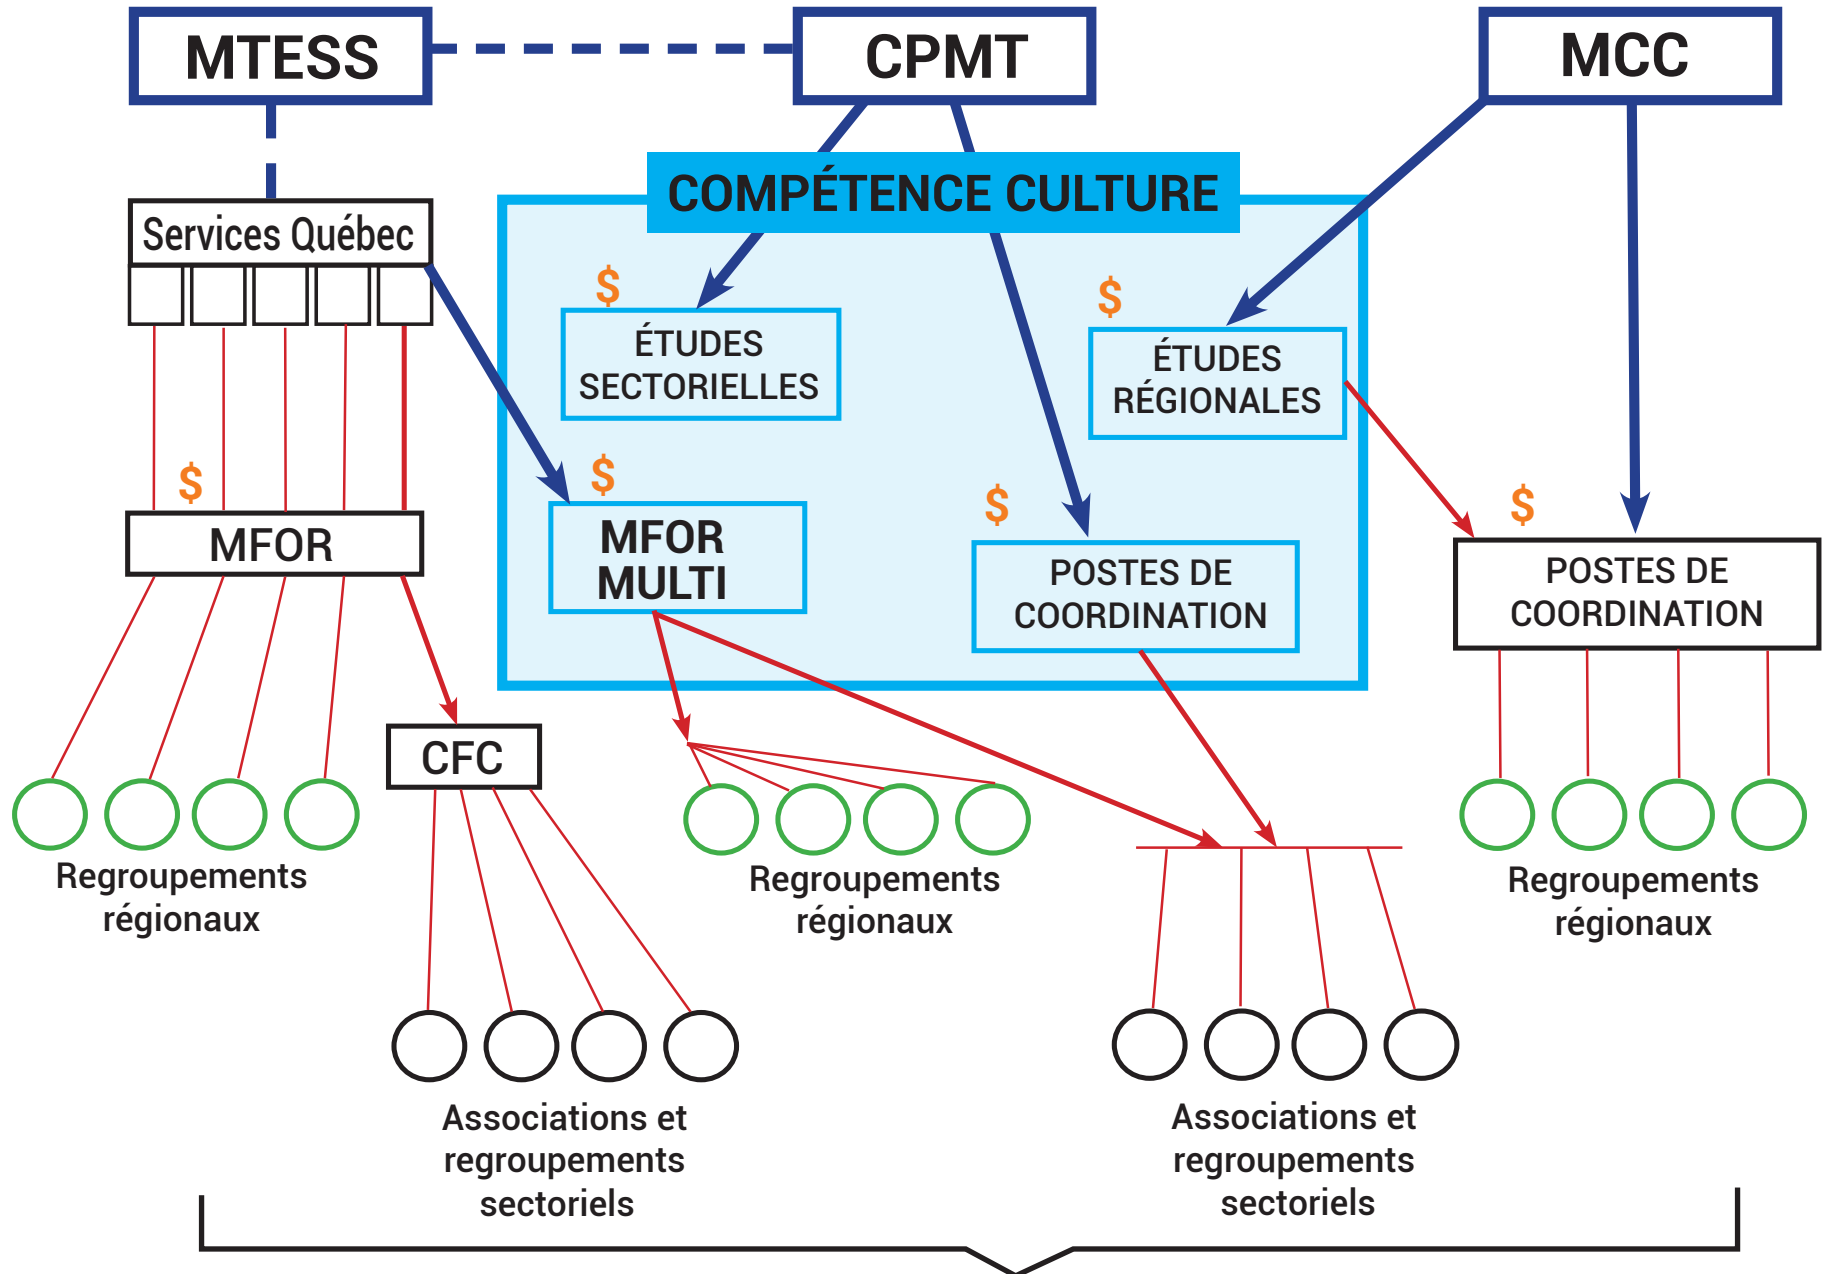 MTESS
CPMT
MCC
COMPÉTENCE CULTURE
Services Québec
$
ÉTUDES
SECTORIELLES
$
ÉTUDES
RÉGIONALES
$
MFOR
$
MFOR
MULTI
$
POSTES DE
COORDINATION
$
POSTES DE
COORDINATION
CFC
Regroupements
régionaux
Regroupements
régionaux
Regroupements
régionaux
Associations et
regroupements
sectoriels
Associations et
regroupements
sectoriels